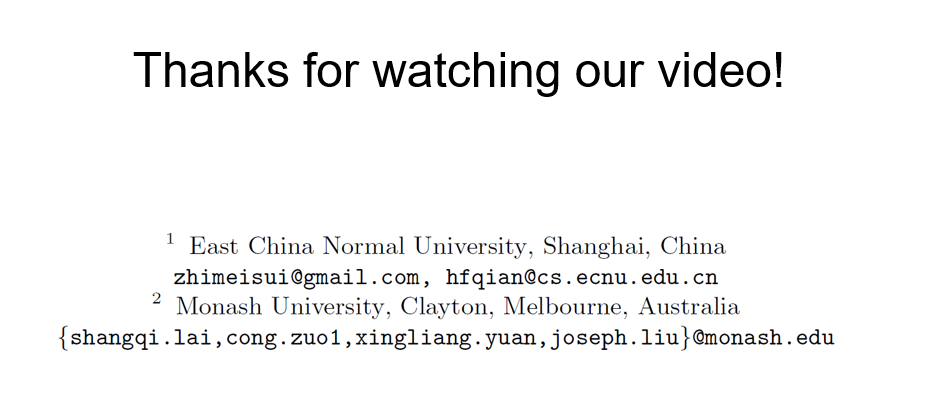 Thanks for watching our video!
1 East China Normal University, Shanghai, China
zhimeisui@gmail.com, hfqian@cs.ecnu.edu.cn
2 Monash University, Clayton, Melbourne, Australia
{shangqi.lai,cong.zuo1,xingliang.yuan,joseph.liu}@monash.edu